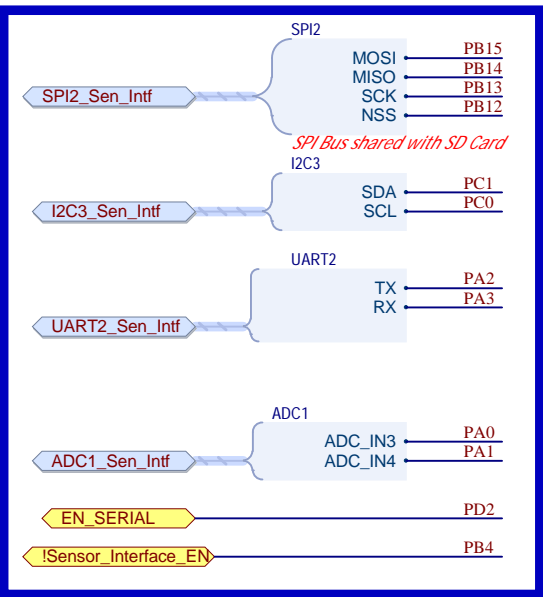 SPI2
MOSI PB15
MISO PB14
SPI2_Sen_Intf SCK PB13
NSS PB12
SPI Bus shared with SD Card
I2C3
SDA PC1
I2C3_Sen_Intf SCL PC0
UART2
TX PA2
RX PA3
UART2_Sen_Intf
ADC1
ADC_IN3 PA0
ADC1_Sen_Intf ADC_IN4 PA1
EN_SERIAL PD2
!Sensor_Interface_EN PB4